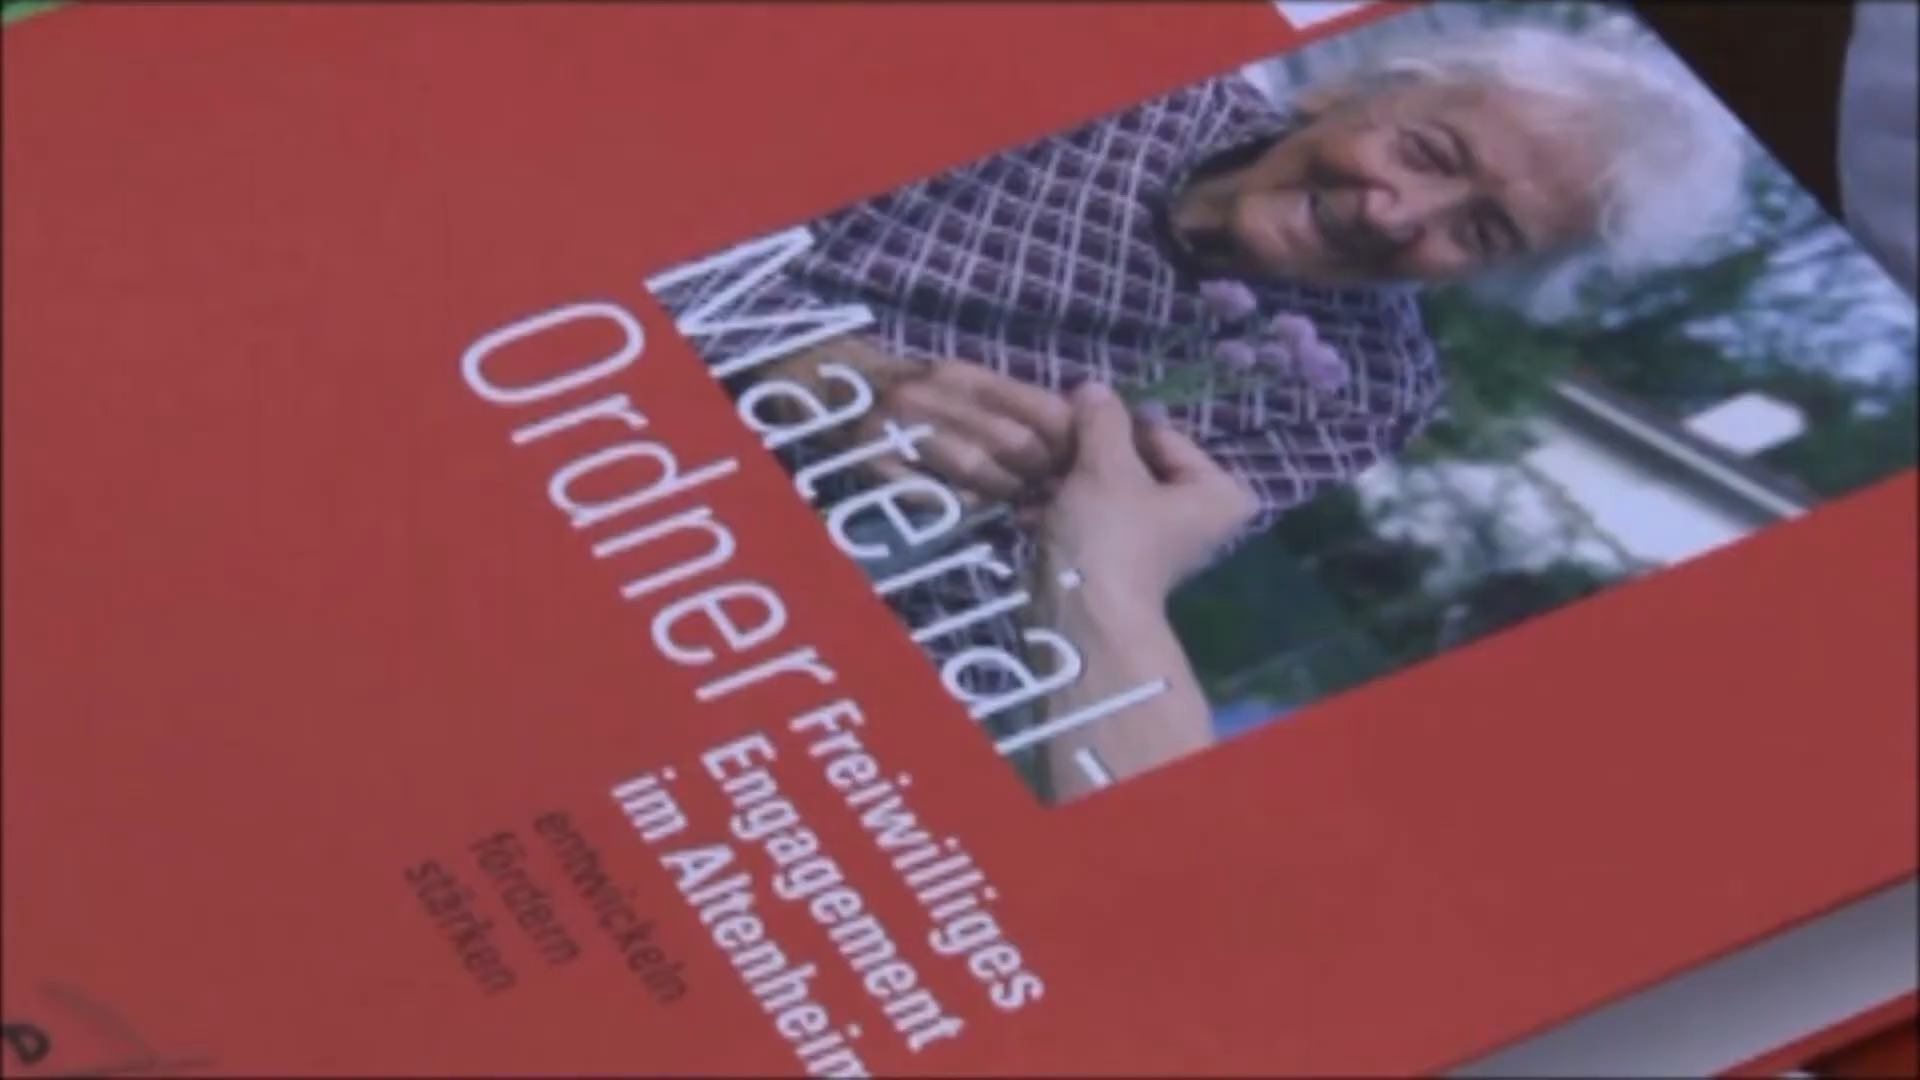 Material-
Ordner
Freiwilliges
Engagement
im Altenheim
entwickeln
fördern
stärken